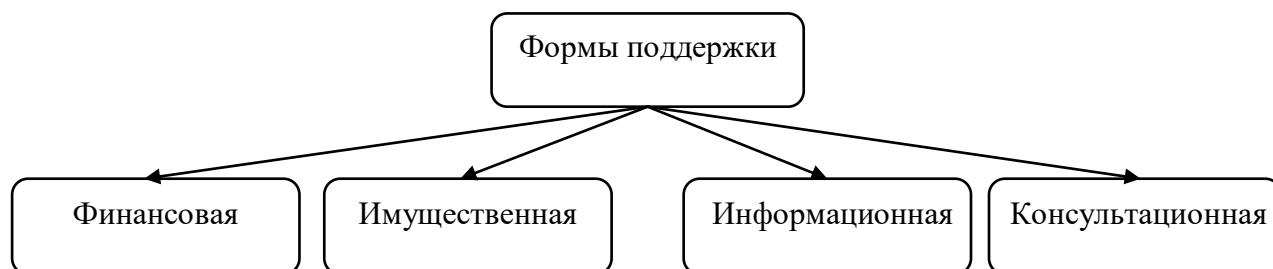 Формы поддержки
Финансовая
Имущественная
Информационная
Консультационная